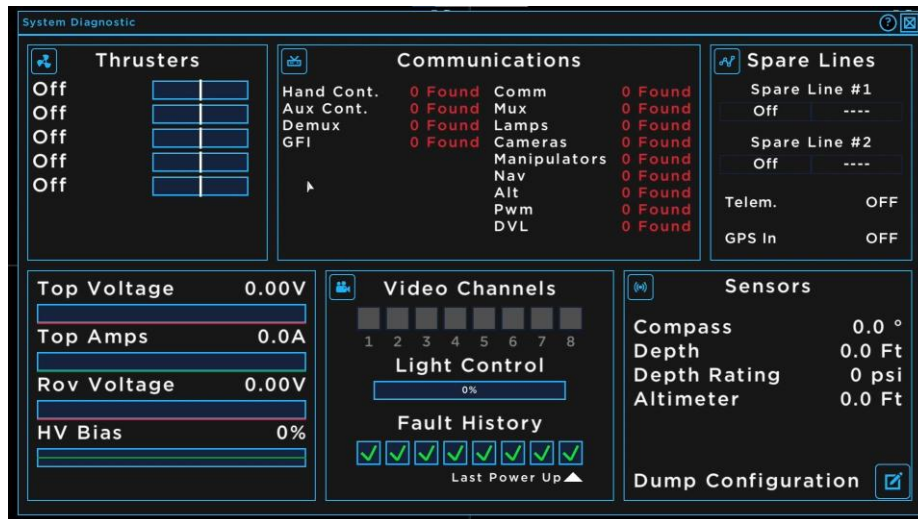 System Diagnostic
?
Thrusters
Off
Off
Off
Off
Off
Communications
Hand Cont. 0 Found Comm 0 Found
Aux Cont. 0 Found Mux 0 Found
Demux 0 Found Lamps 0 Found
GFI 0 Found Cameras 0 Found
Manipulators 0 Found
Nav 0 Found
Alt 0 Found
Pwm 0 Found
DVL 0 Found
Spare Lines
Spare Line #1
Off ----
Spare Line #2
Off ----
Telem. OFF
GPS In OFF
Top Voltage 0.00V
Top Amps 0.0A
Rov Voltage 0.00V
HV Bias 0%
Video Channels
1 2 3 4 5 6 7 8
Light Control
0%
Fault History
Last Power Up
Sensors
Compass 0.0 °
Depth 0.0 Ft
Depth Rating 0 psi
Altimeter 0.0 Ft
Dump Configuration